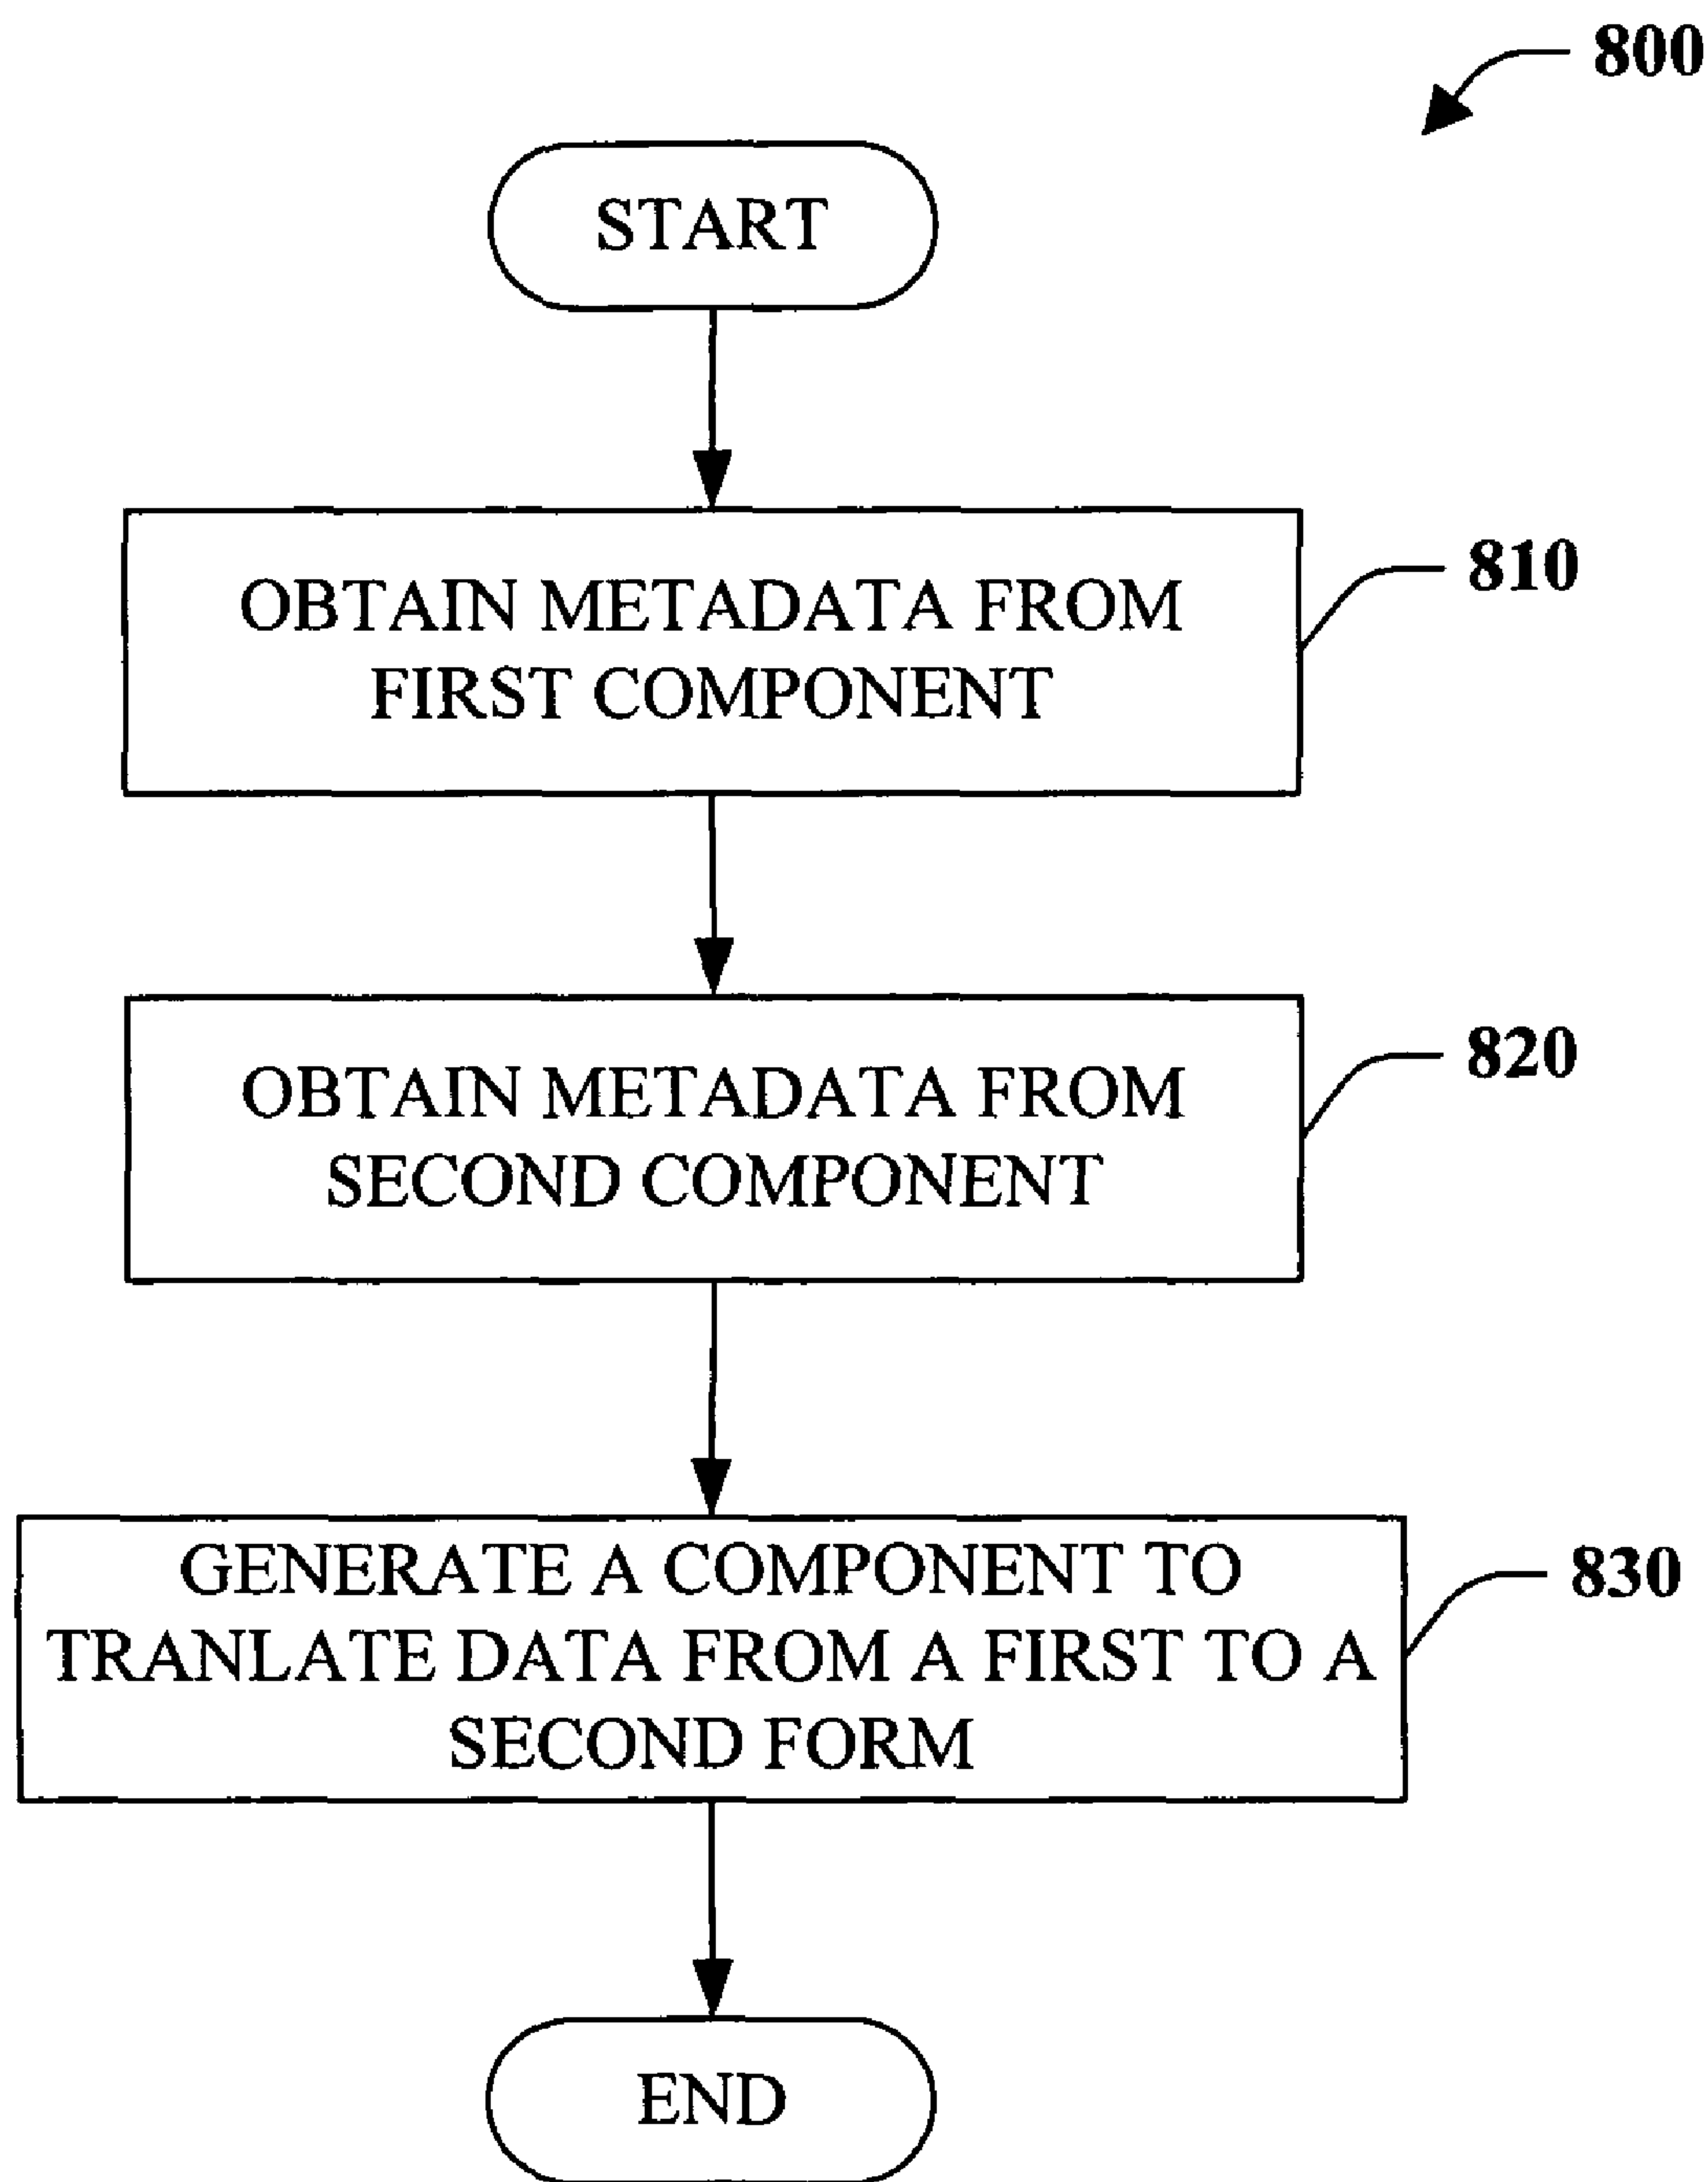 800
START
OBTAIN METADATA FROM
FIRST COMPONENT
810
OBTAIN METADATA FROM
SECOND COMPONENT
820
GENERATE A COMPONENT TO
TRANLATE DATA FROM A FIRST TO A
SECOND FORM
830
END